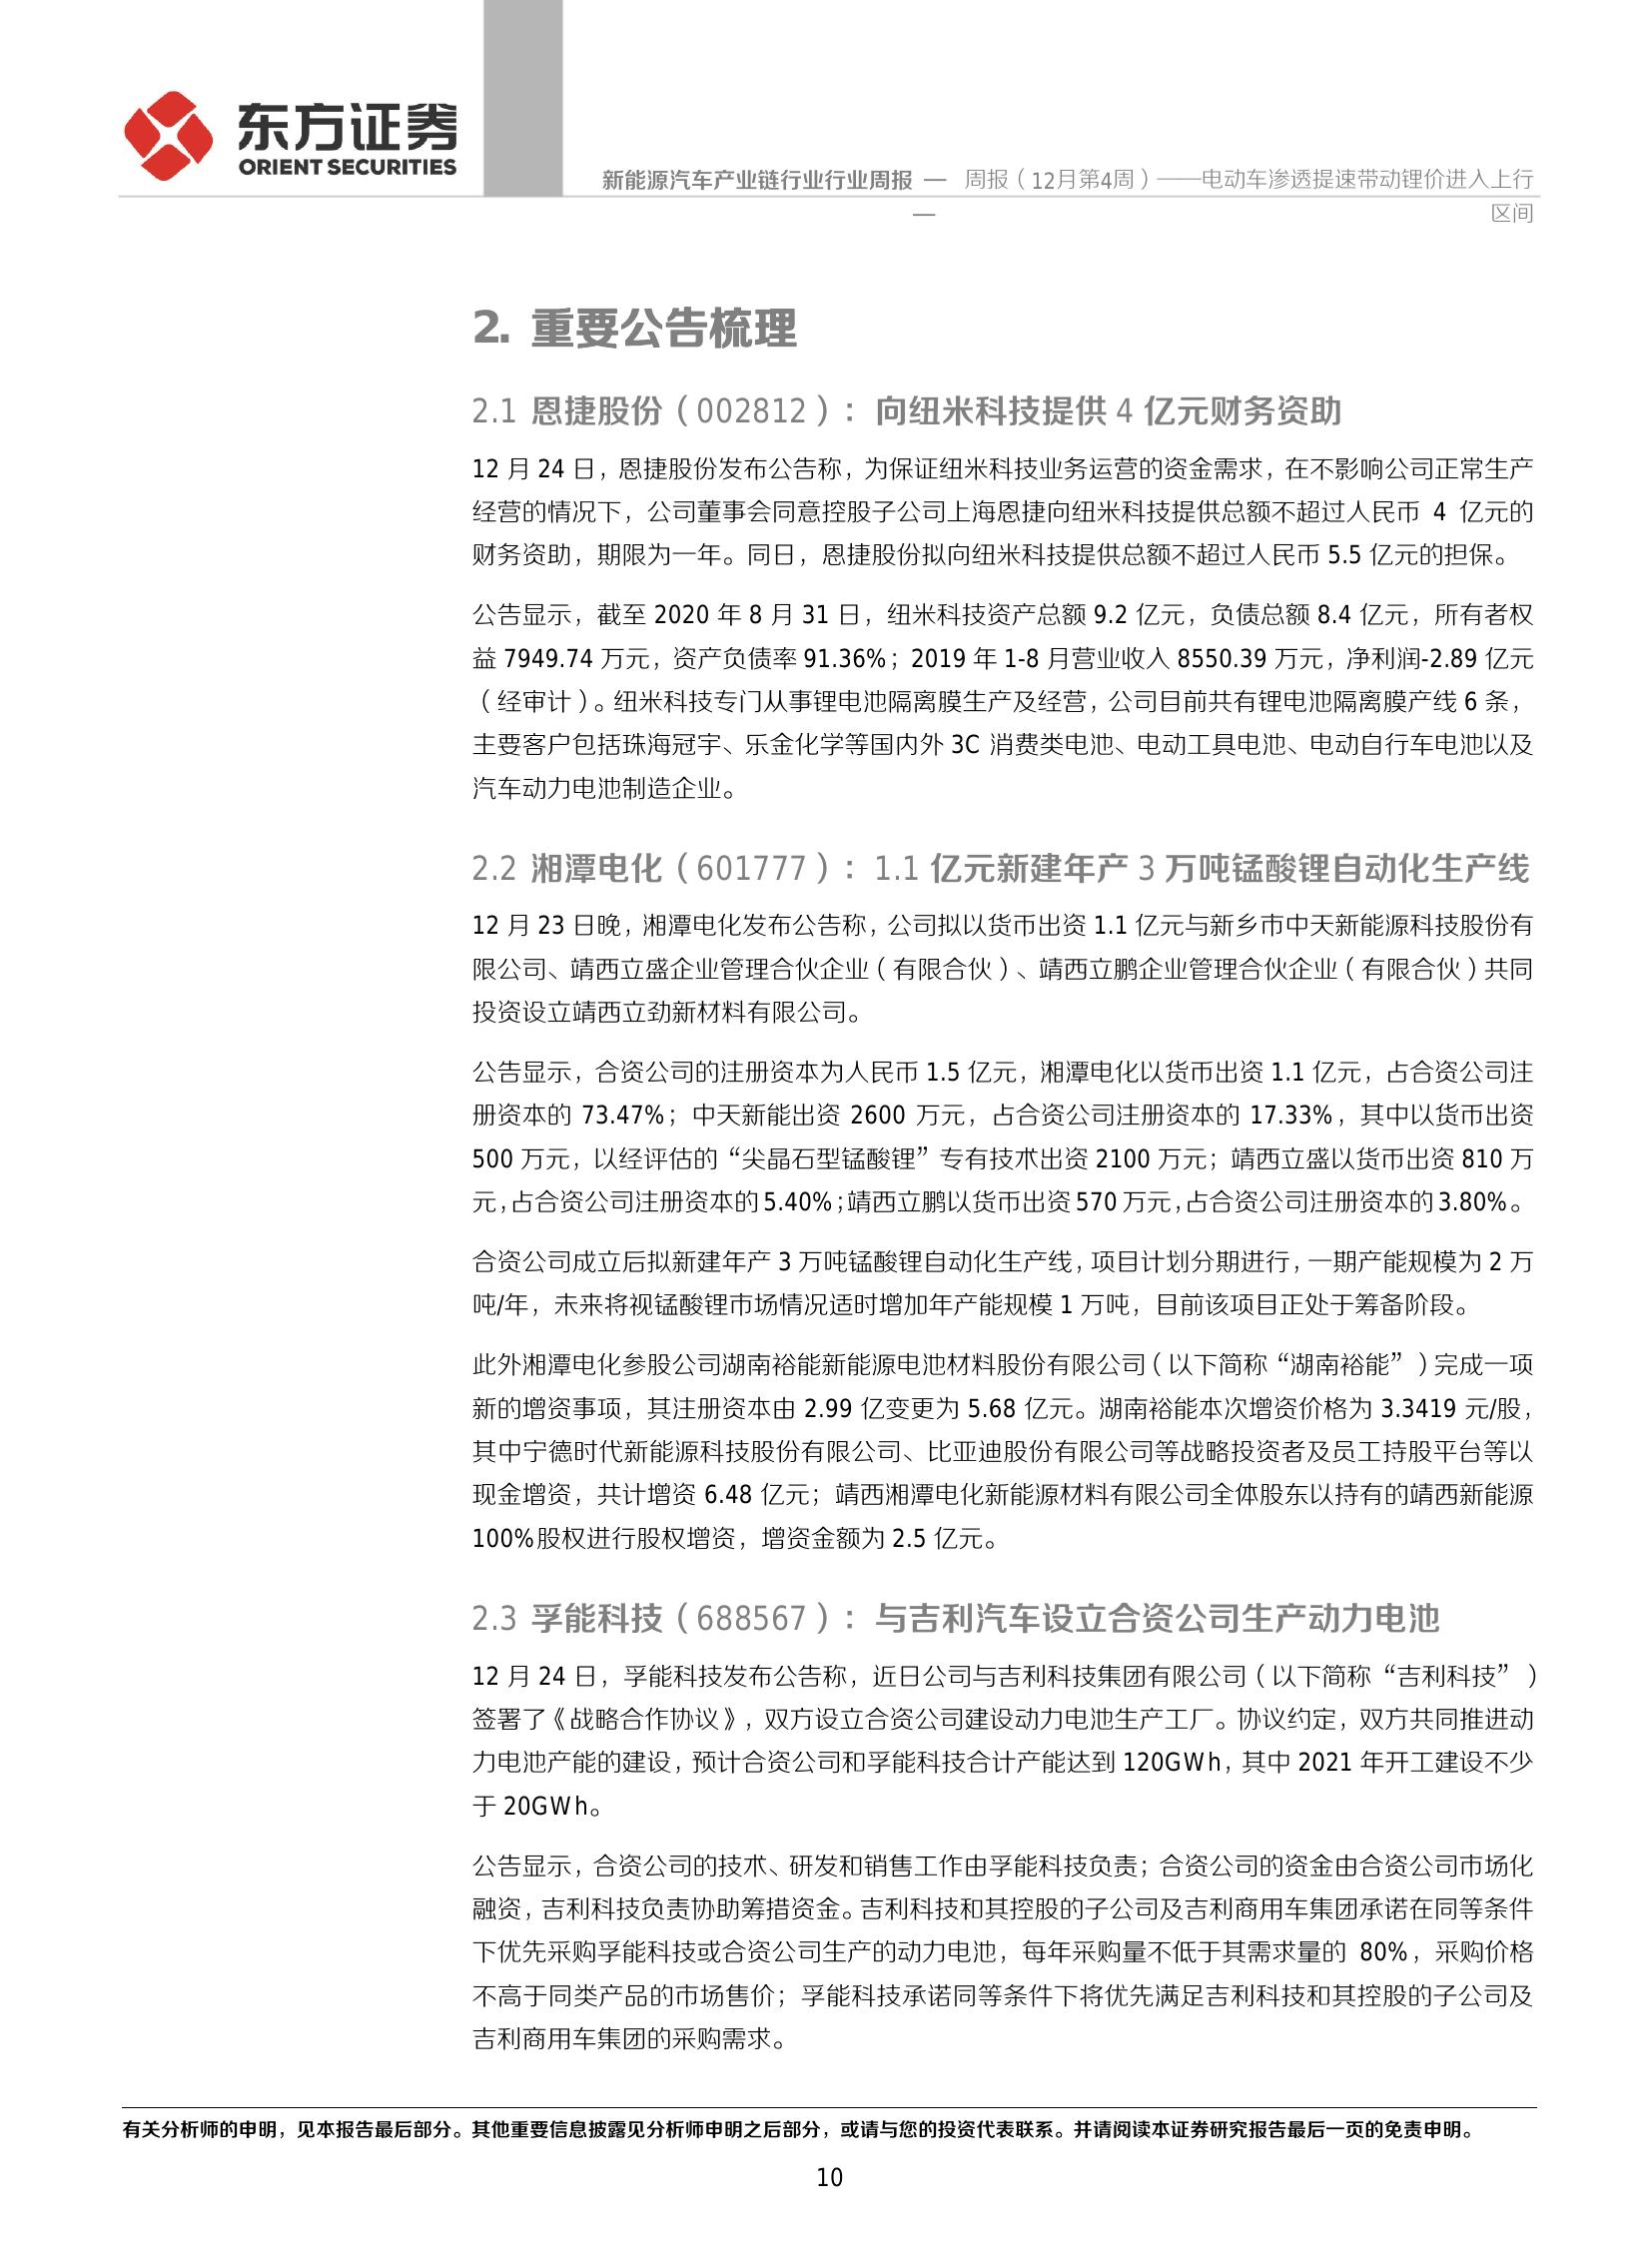 东方证券
ORIENT SECURITIES
新能源汽车产业链行业行业周报 — 周报（12月第4周）——电动车渗透提速带动锂价进入上行
—
区间
2. 重要公告梳理
2.1 恩捷股份（002812）：向纽米科技提供 4 亿元财务资助
12 月 24 日，恩捷股份发布公告称，为保证纽米科技业务运营的资金需求，在不影响公司正常生产
经营的情况下，公司董事会同意控股子公司上海恩捷向纽米科技提供总额不超过人民币 4 亿元的
财务资助，期限为一年。同日，恩捷股份拟向纽米科技提供总额不超过人民币 5.5 亿元的担保。
公告显示，截至 2020 年 8 月 31 日，纽米科技资产总额 9.2 亿元，负债总额 8.4 亿元，所有者权
益 7949.74 万元，资产负债率 91.36%；2019 年 1-8 月营业收入 8550.39 万元，净利润-2.89 亿元
（经审计）。纽米科技专门从事锂电池隔离膜生产及经营，公司目前共有锂电池隔离膜产线 6 条，
主要客户包括珠海冠宇、乐金化学等国内外 3C 消费类电池、电动工具电池、电动自行车电池以及
汽车动力电池制造企业。
2.2 湘潭电化（601777）：1.1 亿元新建年产 3 万吨锰酸锂自动化生产线
12 月 23 日晚，湘潭电化发布公告称，公司拟以货币出资 1.1 亿元与新乡市中天新能源科技股份有
限公司、靖西立盛企业管理合伙企业（有限合伙）、靖西立鹏企业管理合伙企业（有限合伙）共同
投资设立靖西立劲新材料有限公司。
公告显示，合资公司的注册资本为人民币 1.5 亿元，湘潭电化以货币出资 1.1 亿元，占合资公司注
册资本的 73.47%；中天新能出资 2600 万元，占合资公司注册资本的 17.33%，其中以货币出资
500 万元，以经评估的“尖晶石型锰酸锂”专有技术出资 2100 万元；靖西立盛以货币出资 810 万
元，占合资公司注册资本的 5.40%；靖西立鹏以货币出资 570 万元，占合资公司注册资本的 3.80%。
合资公司成立后拟新建年产 3 万吨锰酸锂自动化生产线，项目计划分期进行，一期产能规模为 2 万
吨/年，未来将视锰酸锂市场情况适时增加年产能规模 1 万吨，目前该项目正处于筹备阶段。
此外湘潭电化参股公司湖南裕能新能源电池材料股份有限公司（以下简称“湖南裕能”）完成一项
新的增资事项，其注册资本由 2.99 亿变更为 5.68 亿元。湖南裕能本次增资价格为 3.3419 元/股，
其中宁德时代新能源科技股份有限公司、比亚迪股份有限公司等战略投资者及员工持股平台等以
现金增资，共计增资 6.48 亿元；靖西湘潭电化新能源材料有限公司全体股东以持有的靖西新能源
100%股权进行股权增资，增资金额为 2.5 亿元。
2.3 孚能科技（688567）：与吉利汽车设立合资公司生产动力电池
12 月 24 日，孚能科技发布公告称，近日公司与吉利科技集团有限公司（以下简称“吉利科技”）
签署了《战略合作协议》，双方设立合资公司建设动力电池生产工厂。协议约定，双方共同推进动
力电池产能的建设，预计合资公司和孚能科技合计产能达到 120GWh，其中 2021 年开工建设不少
于 20GWh。
公告显示，合资公司的技术、研发和销售工作由孚能科技负责；合资公司的资金由合资公司市场化
融资，吉利科技负责协助筹措资金。吉利科技和其控股的子公司及吉利商用车集团承诺在同等条件
下优先采购孚能科技或合资公司生产的动力电池，每年采购量不低于其需求量的 80%，采购价格
不高于同类产品的市场售价；孚能科技承诺同等条件下将优先满足吉利科技和其控股的子公司及
吉利商用车集团的采购需求。
有关分析师的申明，见本报告最后部分。其他重要信息披露见分析师申明之后部分，或请与您的投资代表联系。并请阅读本证券研究报告最后一页的免责申明。
10